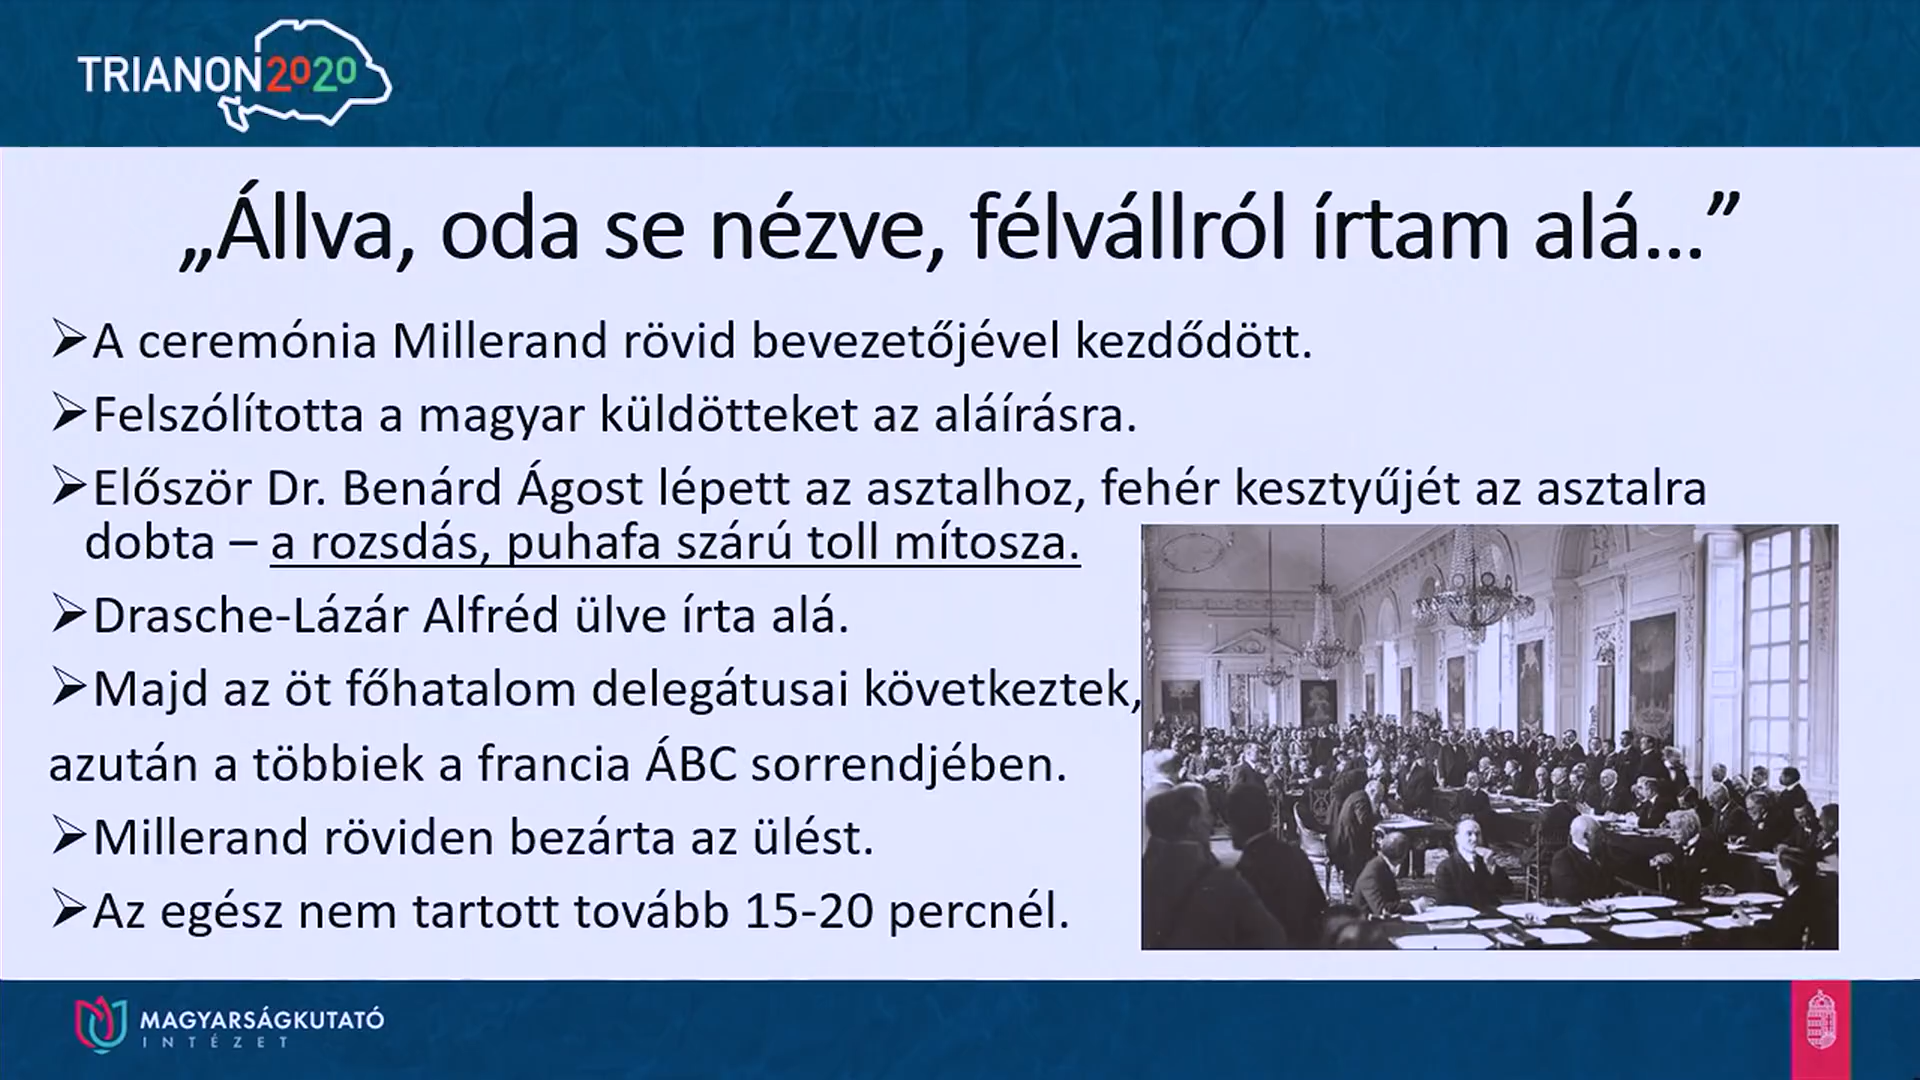 TRIANON2020
„Állva, oda se nézve, félvállról írtam alá…”
➢A ceremónia Millerand rövid bevezetőjével kezdődött.
➢Felszólította a magyar küldötteket az aláírásra.
➢Először Dr. Benárd Ágost lépett az asztalhoz, fehér kesztyűjét az asztalra
dobta – a rozsdás, puhafa szárú toll mítosza.
➢Drasche-Lázár Alfréd ülve írta alá.
➢Majd az öt főhatalom delegátusai következtek,
azután a többiek a francia ÁBC sorrendjében.
➢Millerand röviden bezárta az ülést.
➢Az egész nem tartott tovább 15-20 percnél.
MAGYARSÁGKUTATÓ
INTÉZET